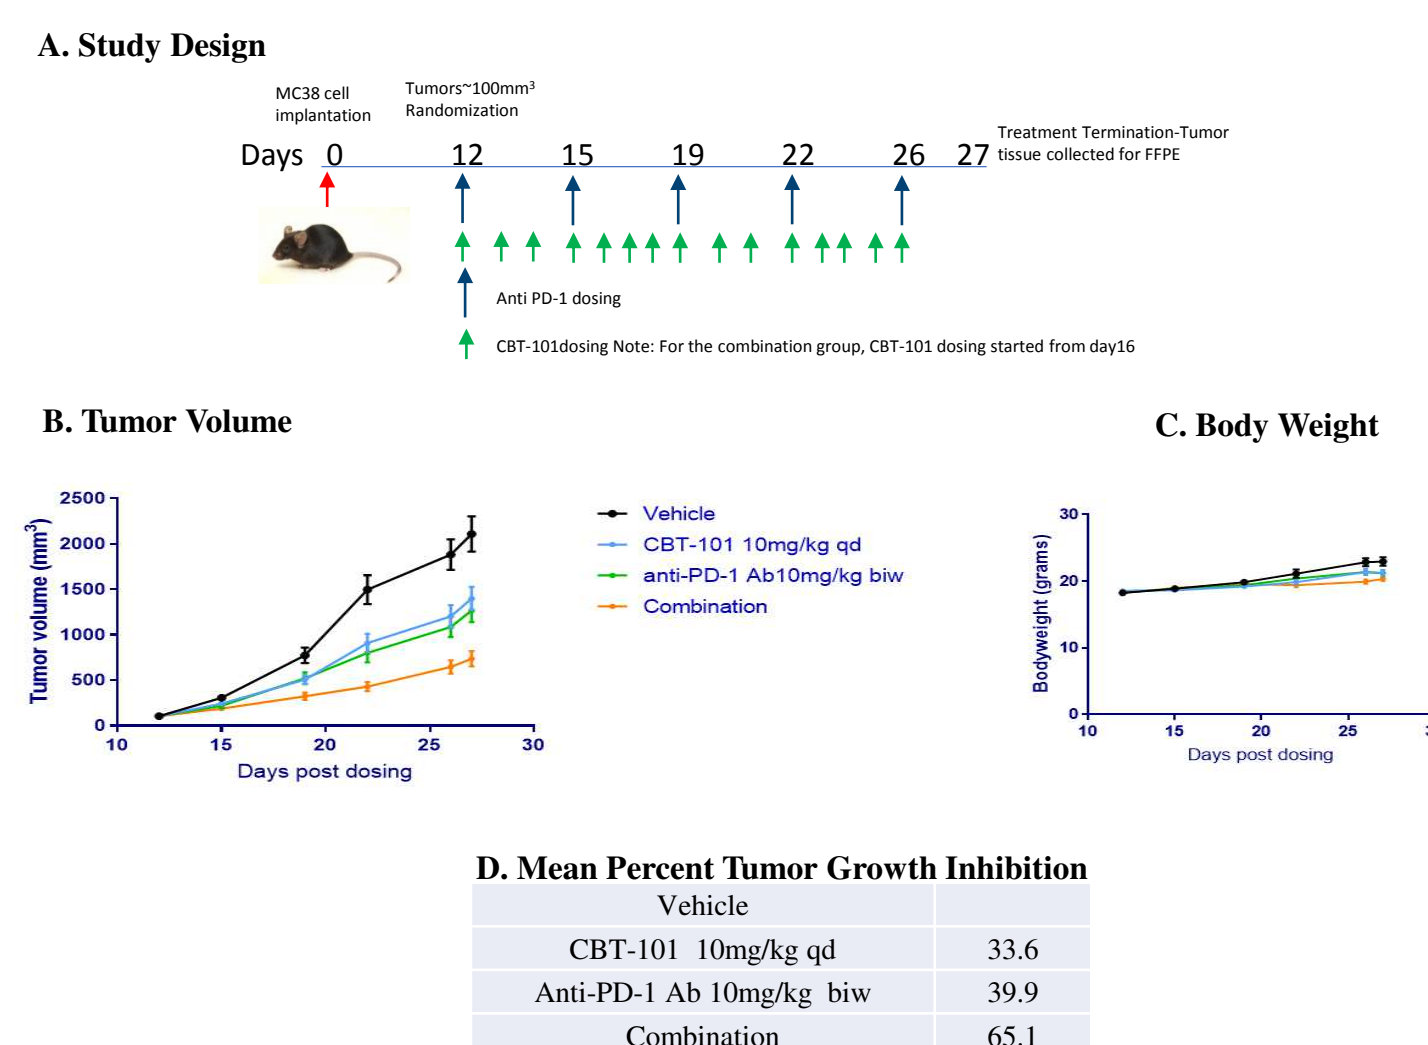 A. Study Design
MC38 cell
implantation
Tumors~100mm³
Randomization
Days 0 12 15 19 22 26 27
Treatment Termination-Tumor
tissue collected for FFPE
Anti PD-1 dosing
CBT-101dosing Note: For the combination group, CBT-101 dosing started from day16
B. Tumor Volume
C. Body Weight
Tumor volume (mm³)
2500
2000
1500
1000
500
0
10 15 20 25 30
Days post dosing
Vehicle
CBT-101 10mg/kg qd
anti-PD-1 Ab10mg/kg biw
Combination
Bodyweight (grams)
30
20
10
0
10 15 20 25
Days post dosing
D. Mean Percent Tumor Growth Inhibition
Vehicle
CBT-101 10mg/kg qd 33.6
Anti-PD-1 Ab 10mg/kg biw 39.9
Combination 65.1